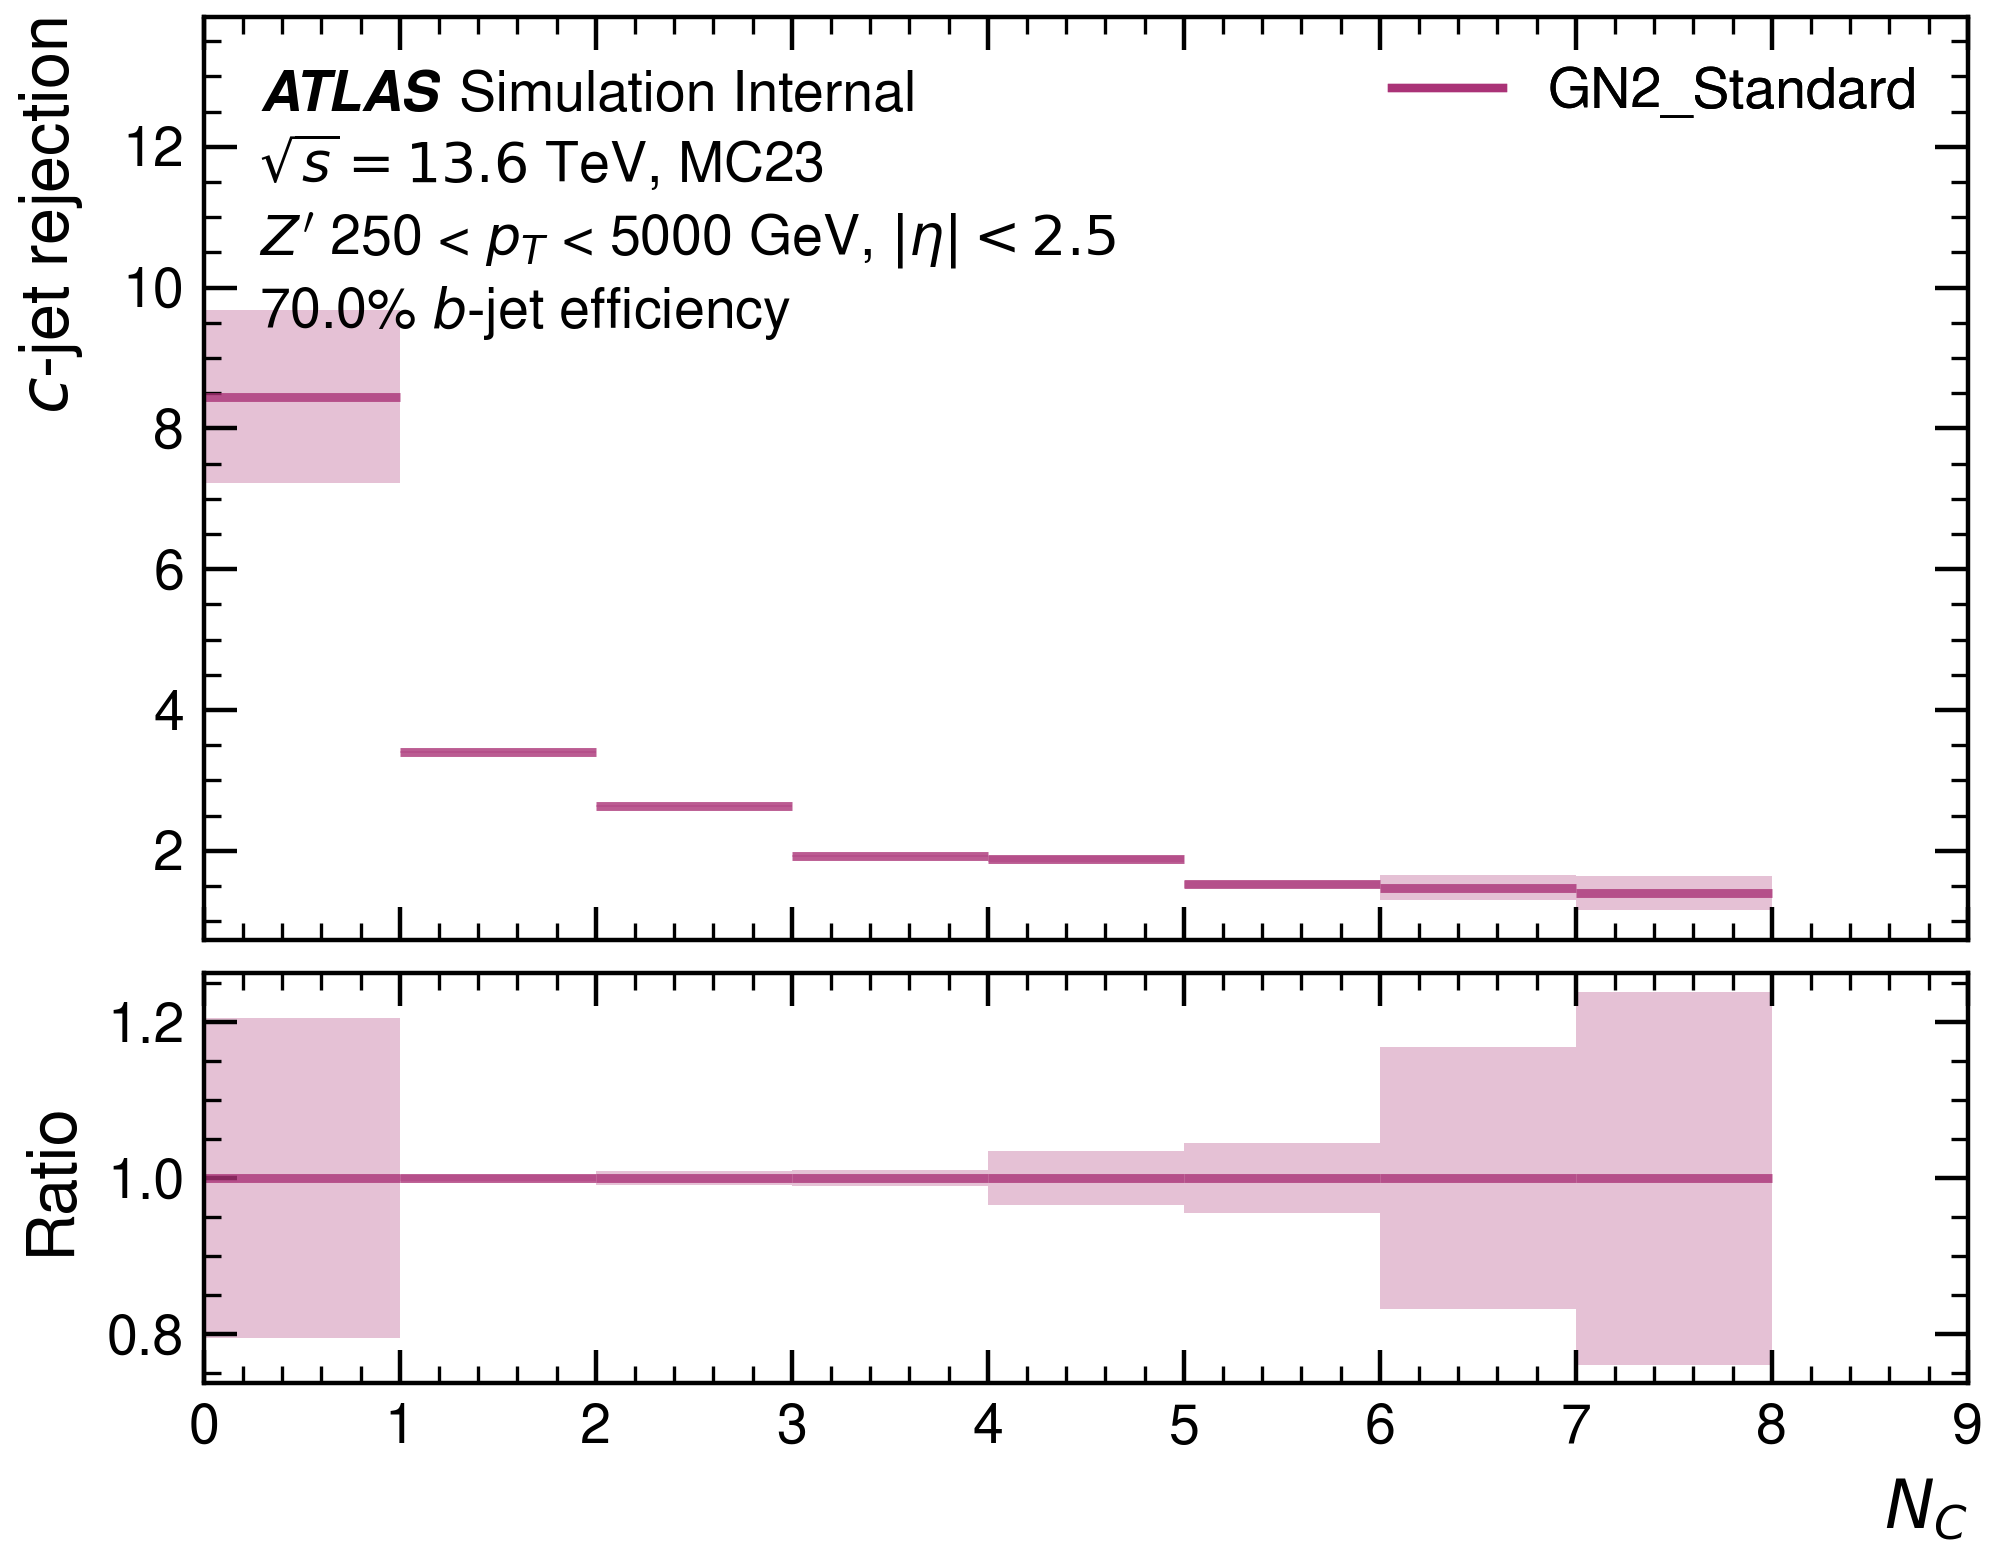 ATLAS Simulation Internal
√s = 13.6 TeV, MC23
Z′ 250 < p_T < 5000 GeV, |η| < 2.5
70.0% b-jet efficiency
GN2_Standard
c-jet rejection
12
10
8
6
4
2
Ratio
1.2
1.0
0.8
0 1 2 3 4 5 6 7 8 9
N_C